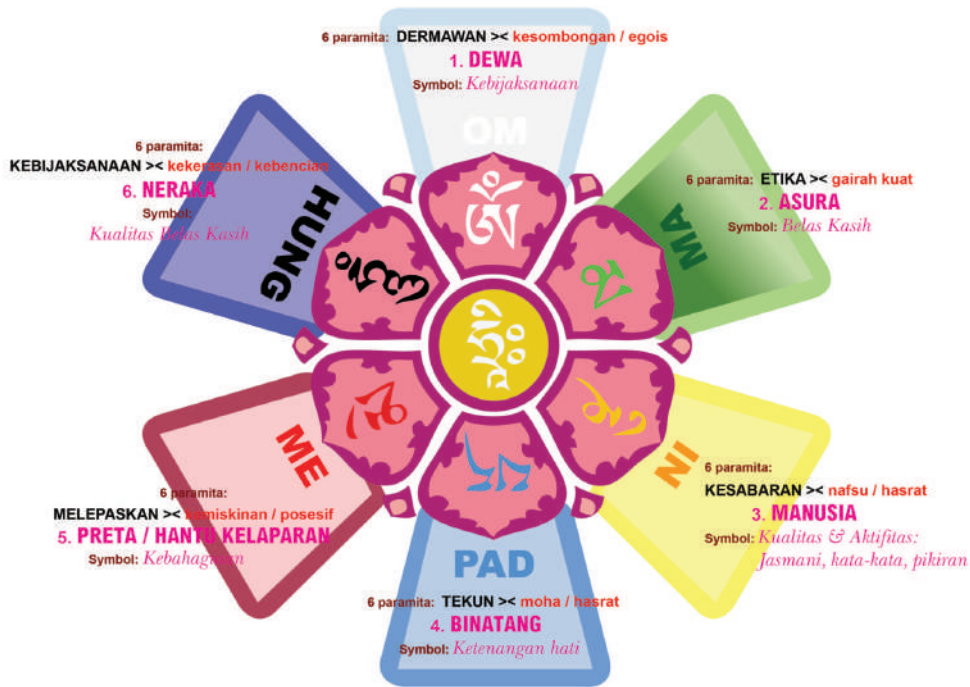 6 paramita: DERMAWAN >< kesombongan / egois
1. DEWA
Symbol: Kebijaksanaan
OM
ཨོཾ
6 paramita: ETIKA >< gairah kuat
2. ASURA
Symbol: Belas Kasih
MA
མ
6 paramita:
KESABARAN >< nafsu / hasrat
3. MANUSIA
Symbol: Kualitas & Aktifitas:
Jasmani, kata-kata, pikiran
NI
PAD
6 paramita: TEKUN >< moha / hasrat
4. BINATANG
Symbol: Ketenangan hati
ME
6 paramita:
MELEPASKAN >< kemiskinan / posesif
5. PRETA / HANTU KELAPARAN
Symbol: Kebahagiaan
6 paramita:
KEBIJAKSANAAN >< kekerasan / kebencian
6. NERAKA
Symbol:
Kualitas Belas Kasih
HUNG